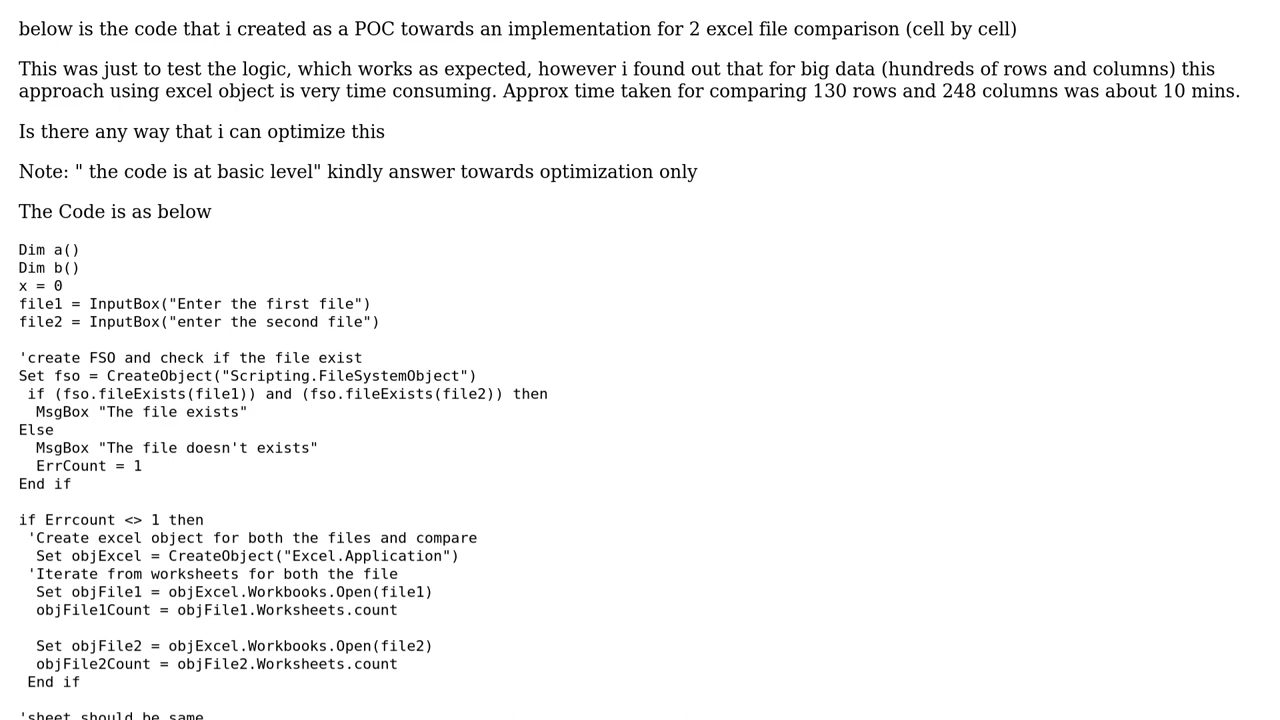 below is the code that i created as a POC towards an implementation for 2 excel file comparison (cell by cell)
This was just to test the logic, which works as expected, however i found out that for big data (hundreds of rows and columns) this
approach using excel object is very time consuming. Approx time taken for comparing 130 rows and 248 columns was about 10 mins.
Is there any way that i can optimize this
Note: " the code is at basic level" kindly answer towards optimization only
The Code is as below
Dim a()
Dim b()
x = 0
file1 = InputBox("Enter the first file")
file2 = InputBox("enter the second file")

'create FSO and check if the file exist
Set fso = CreateObject("Scripting.FileSystemObject")
 if (fso.fileExists(file1)) and (fso.fileExists(file2)) then
  MsgBox "The file exists"
Else
  MsgBox "The file doesn't exists"
  ErrCount = 1
End if

if Errcount <> 1 then
 'Create excel object for both the files and compare
  Set objExcel = CreateObject("Excel.Application")
 'Iterate from worksheets for both the file
  Set objFile1 = objExcel.Workbooks.Open(file1)
  objFile1Count = objFile1.Worksheets.count

  Set objFile2 = objExcel.Workbooks.Open(file2)
  objFile2Count = objFile2.Worksheets.count
 End if

'sheet should be same